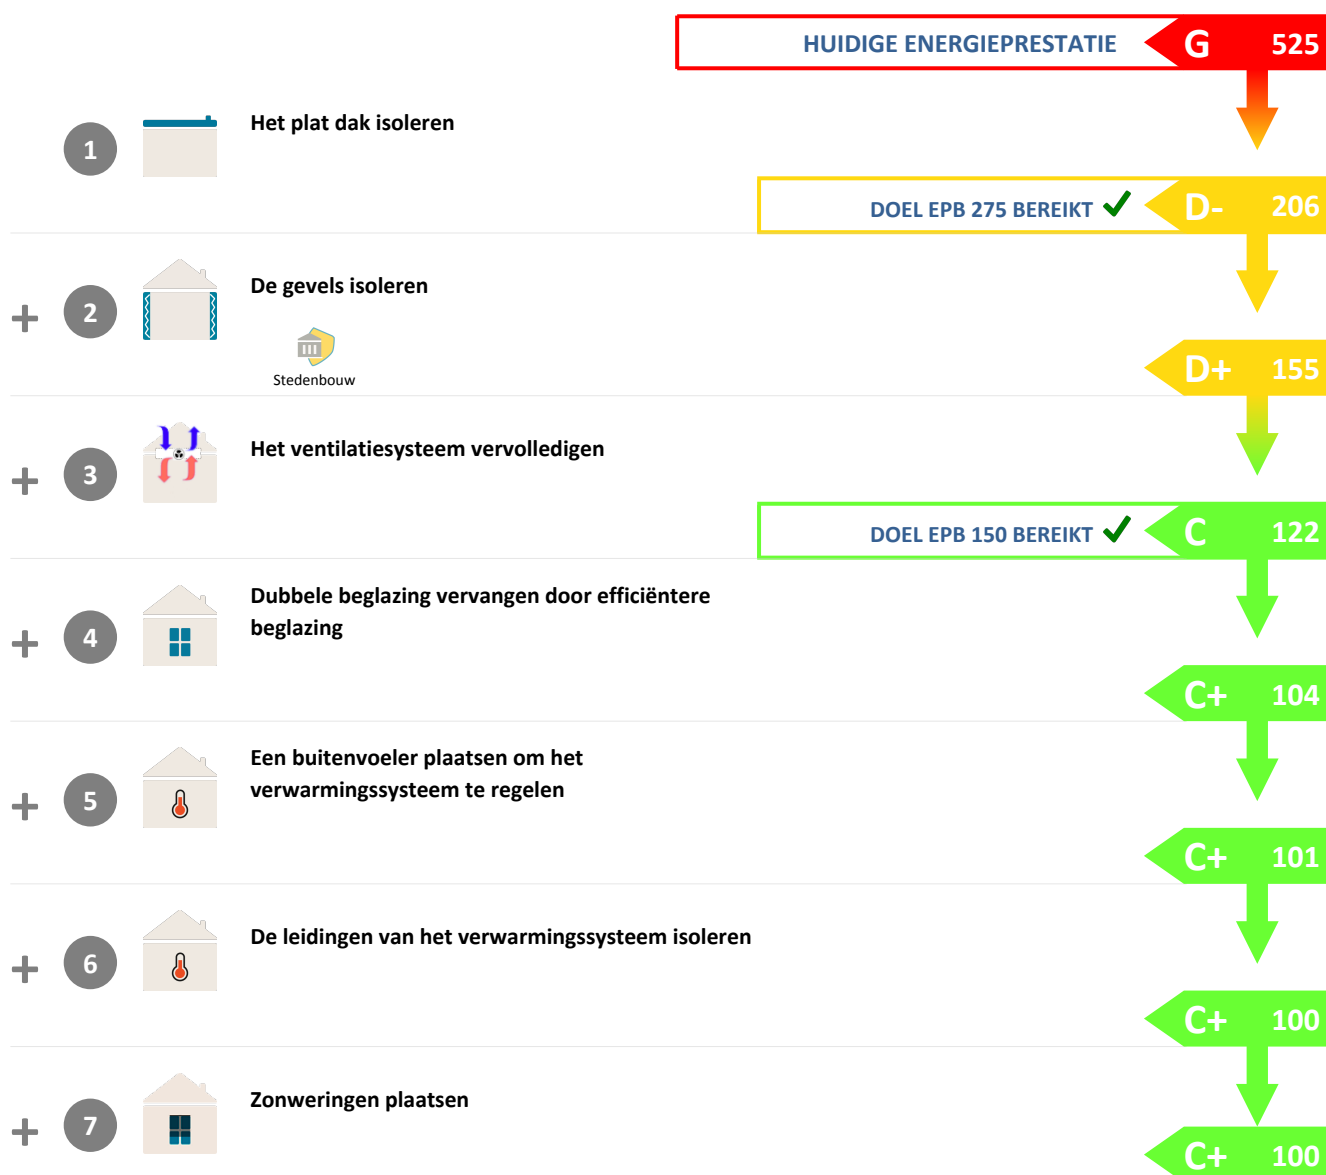 HUIDIGE ENERGIEPRESTATIE G 525
1 Het plat dak isoleren
DOEL EPB 275 BEREIKT D- 206
+ 2 De gevels isoleren
Stedenbouw
D+ 155
+ 3 Het ventilatiesysteem vervolledigen
DOEL EPB 150 BEREIKT C 122
+ 4 Dubbele beglazing vervangen door efficiëntere
beglazing
C+ 104
+ 5 Een buitenvoeler plaatsen om het
verwarmingssysteem te regelen
C+ 101
+ 6 De leidingen van het verwarmingssysteem isoleren
C+ 100
+ 7 Zonweringen plaatsen
C+ 100